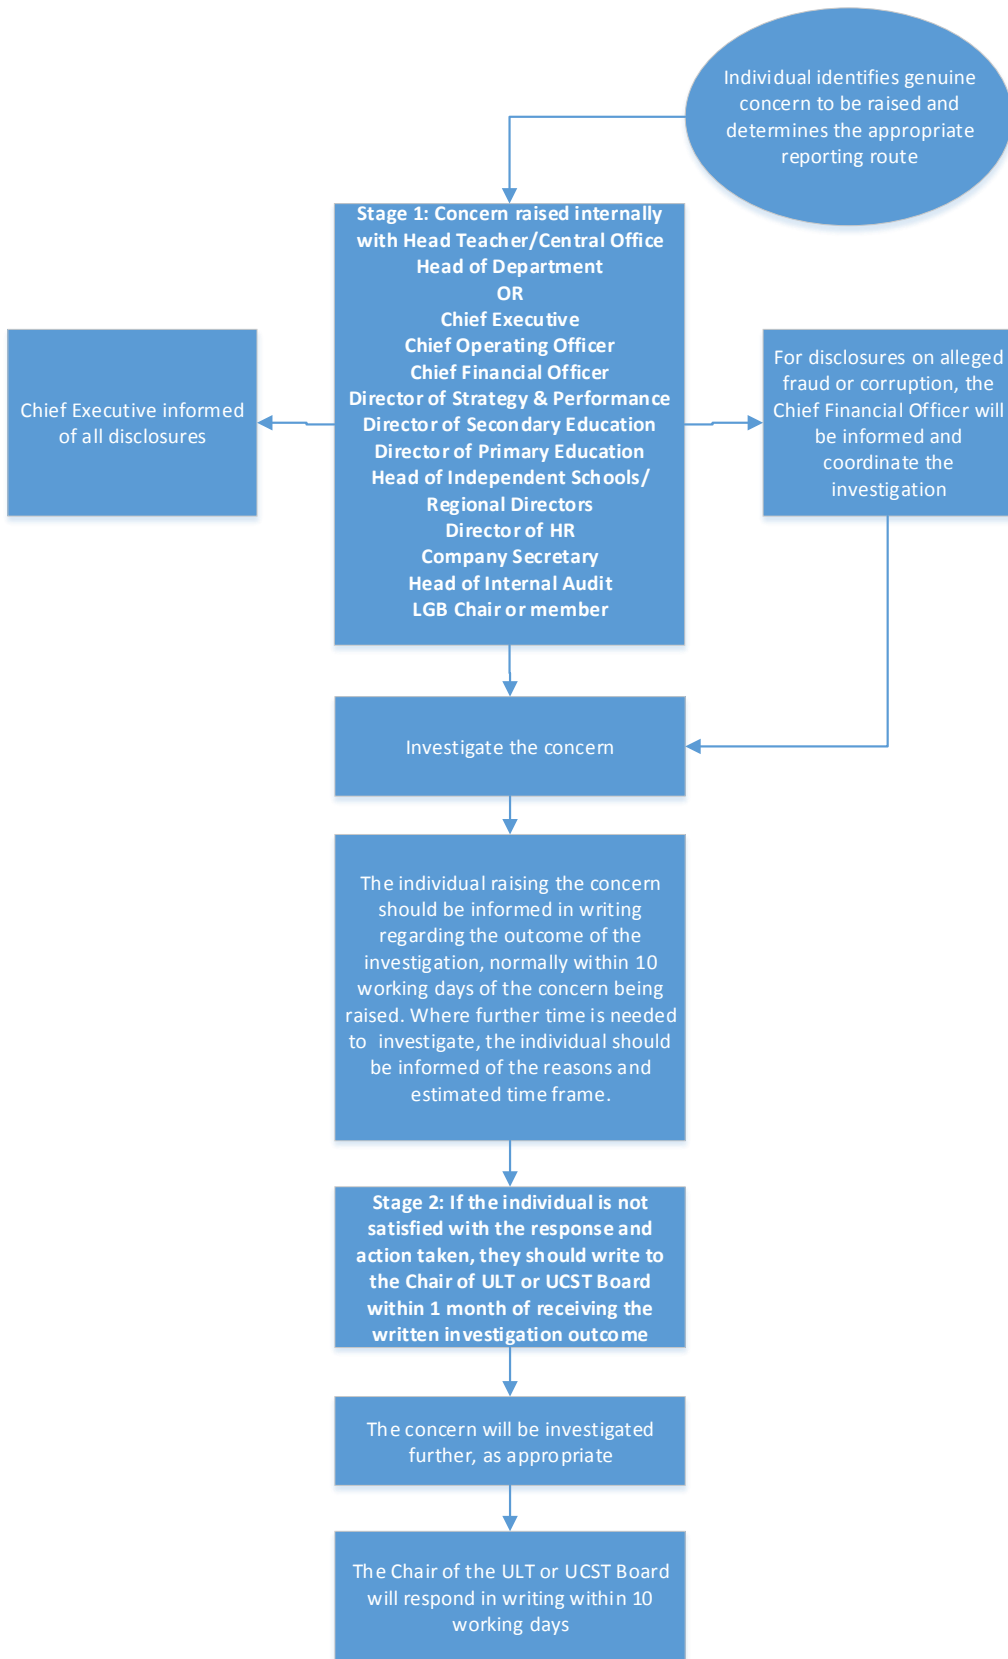 Individual identifies genuine
concern to be raised and
determines the appropriate
reporting route
Stage 1: Concern raised internally
with Head Teacher/Central Office
Head of Department
OR
Chief Executive
Chief Operating Officer
Chief Financial Officer
Director of Strategy & Performance
Director of Secondary Education
Director of Primary Education
Head of Independent Schools/
Regional Directors
Director of HR
Company Secretary
Head of Internal Audit
LGB Chair or member
Chief Executive informed
of all disclosures
For disclosures on alleged
fraud or corruption, the
Chief Financial Officer will
be informed and
coordinate the
investigation
Investigate the concern
The individual raising the concern
should be informed in writing
regarding the outcome of the
investigation, normally within 10
working days of the concern being
raised. Where further time is needed
to investigate, the individual should
be informed of the reasons and
estimated time frame.
Stage 2: If the individual is not
satisfied with the response and
action taken, they should write to
the Chair of ULT or UCST Board
within 1 month of receiving the
written investigation outcome
The concern will be investigated
further, as appropriate
The Chair of the ULT or UCST Board
will respond in writing within 10
working days